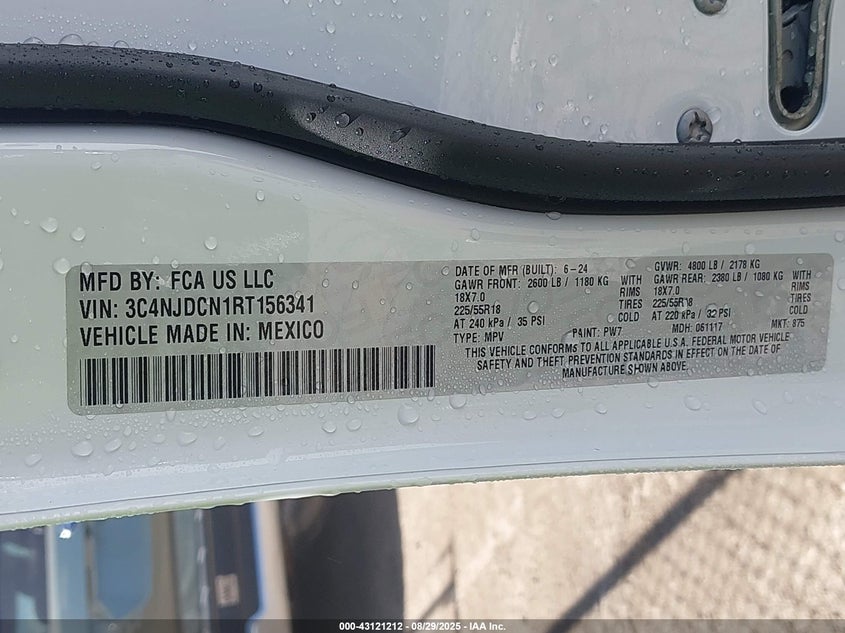 MFD BY: FCA US LLC
VIN: 3C4NJDCN1RT156341
VEHICLE MADE IN: MEXICO
DATE OF MFR (BUILT): 6-24 GVWR: 4800 LB / 2178 KG
GAWR FRONT: 2600 LB / 1180 KG WITH GAWR REAR: 2380 LB / 1080 KG WITH
18X7.0 RIMS 18X7.0 RIMS
225/55R18 TIRES 225/55R18 TIRES
AT 240 kPa / 35 PSI COLD AT 220 kPa / 32 PSI COLD
TYPE: MPV PAINT: PW7 MDH: 061117 MKT: 875
THIS VEHICLE CONFORMS TO ALL APPLICABLE U.S.A. FEDERAL MOTOR VEHICLE
SAFETY AND THEFT PREVENTION STANDARDS IN EFFECT ON THE DATE OF
MANUFACTURE SHOWN ABOVE.
000-43121212 - 08/29/2025 - IAA Inc.